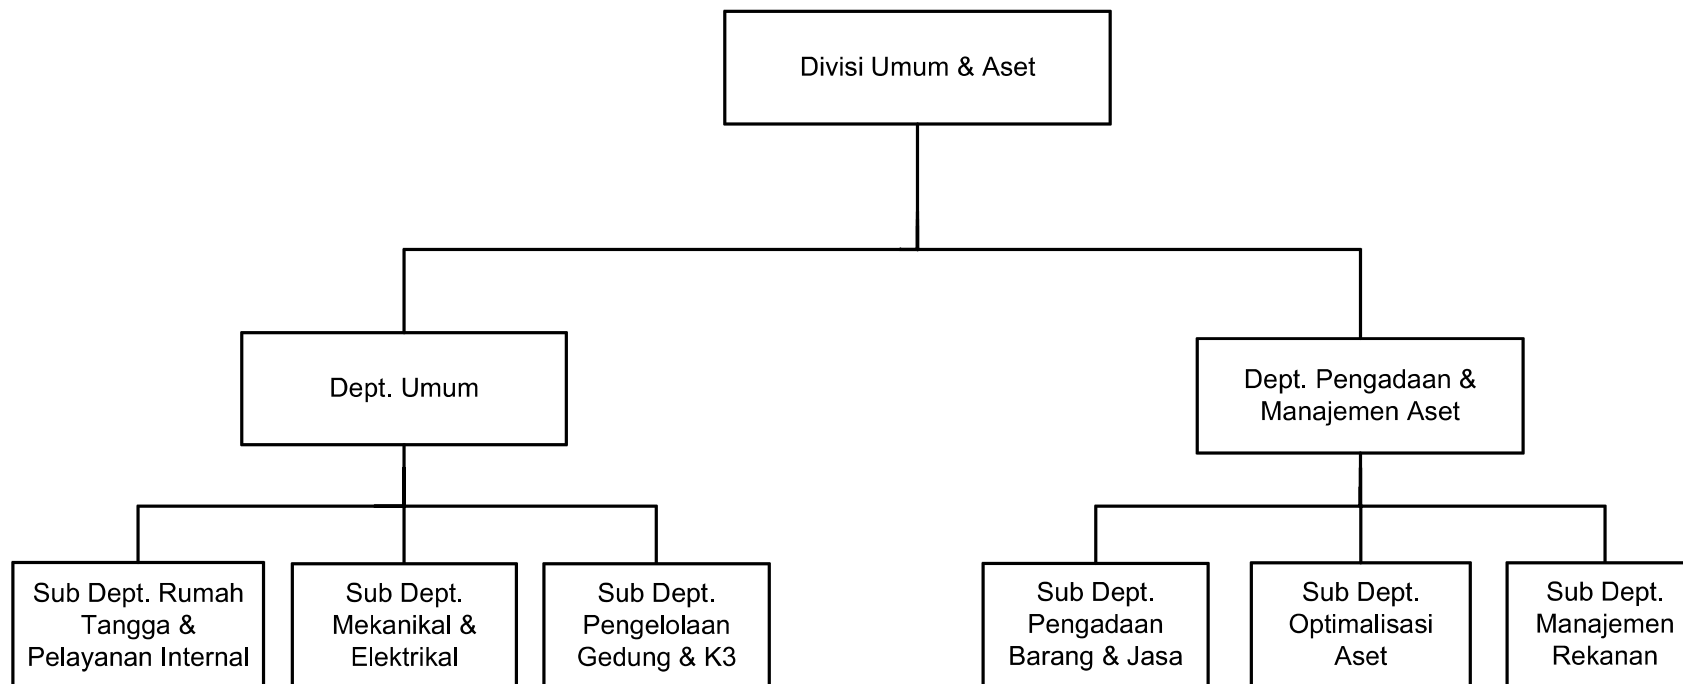 Divisi Umum & Aset
Dept. Umum
Dept. Pengadaan &
Manajemen Aset
Sub Dept. Rumah
Tangga &
Pelayanan Internal
Sub Dept.
Mekanikal &
Elektrikal
Sub Dept.
Pengelolaan
Gedung & K3
Sub Dept.
Pengadaan
Barang & Jasa
Sub Dept.
Optimalisasi
Aset
Sub Dept.
Manajemen
Rekanan